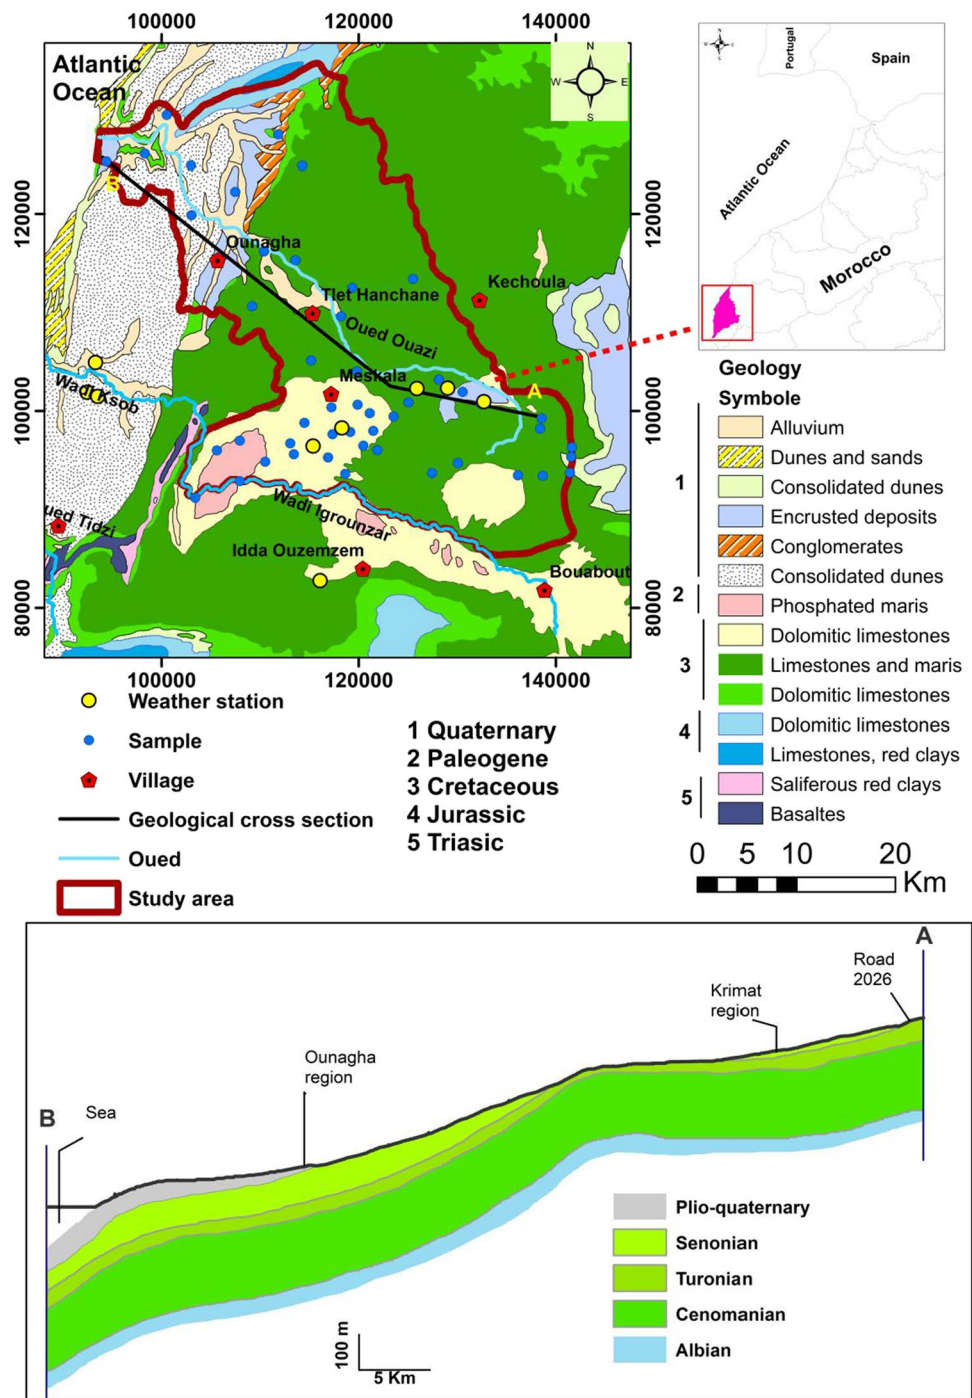 100000
120000
140000
Atlantic
Ocean
N
W
E
S
B
120000
120000
Ounagha
Kechoula
Tlet Hanchane
Oued Ouazi
Meskala
A
Wadi Ksob
100000
100000
ued Tidzi
Wadi Igrounzar
Idda Ouzemzem
Bouabout
80000
80000
100000
120000
140000
Portugal
Spain
Atlantic Ocean
Morocco
Geology
Symbole
1
Alluvium
Dunes and sands
Consolidated dunes
Encrusted deposits
Conglomerates
Consolidated dunes
2
Phosphated maris
3
Dolomitic limestones
Limestones and maris
Dolomitic limestones
4
Dolomitic limestones
Limestones, red clays
5
Saliferous red clays
Basaltes
Weather station
Sample
Village
Geological cross section
Oued
Study area
1 Quaternary
2 Paleogene
3 Cretaceous
4 Jurassic
5 Triasic
0 5 10 20
Km
A
Road
2026
Krimat
region
Ounagha
region
B
Sea
Plio-quaternary
Senonian
Turonian
Cenomanian
Albian
100 m
5 Km